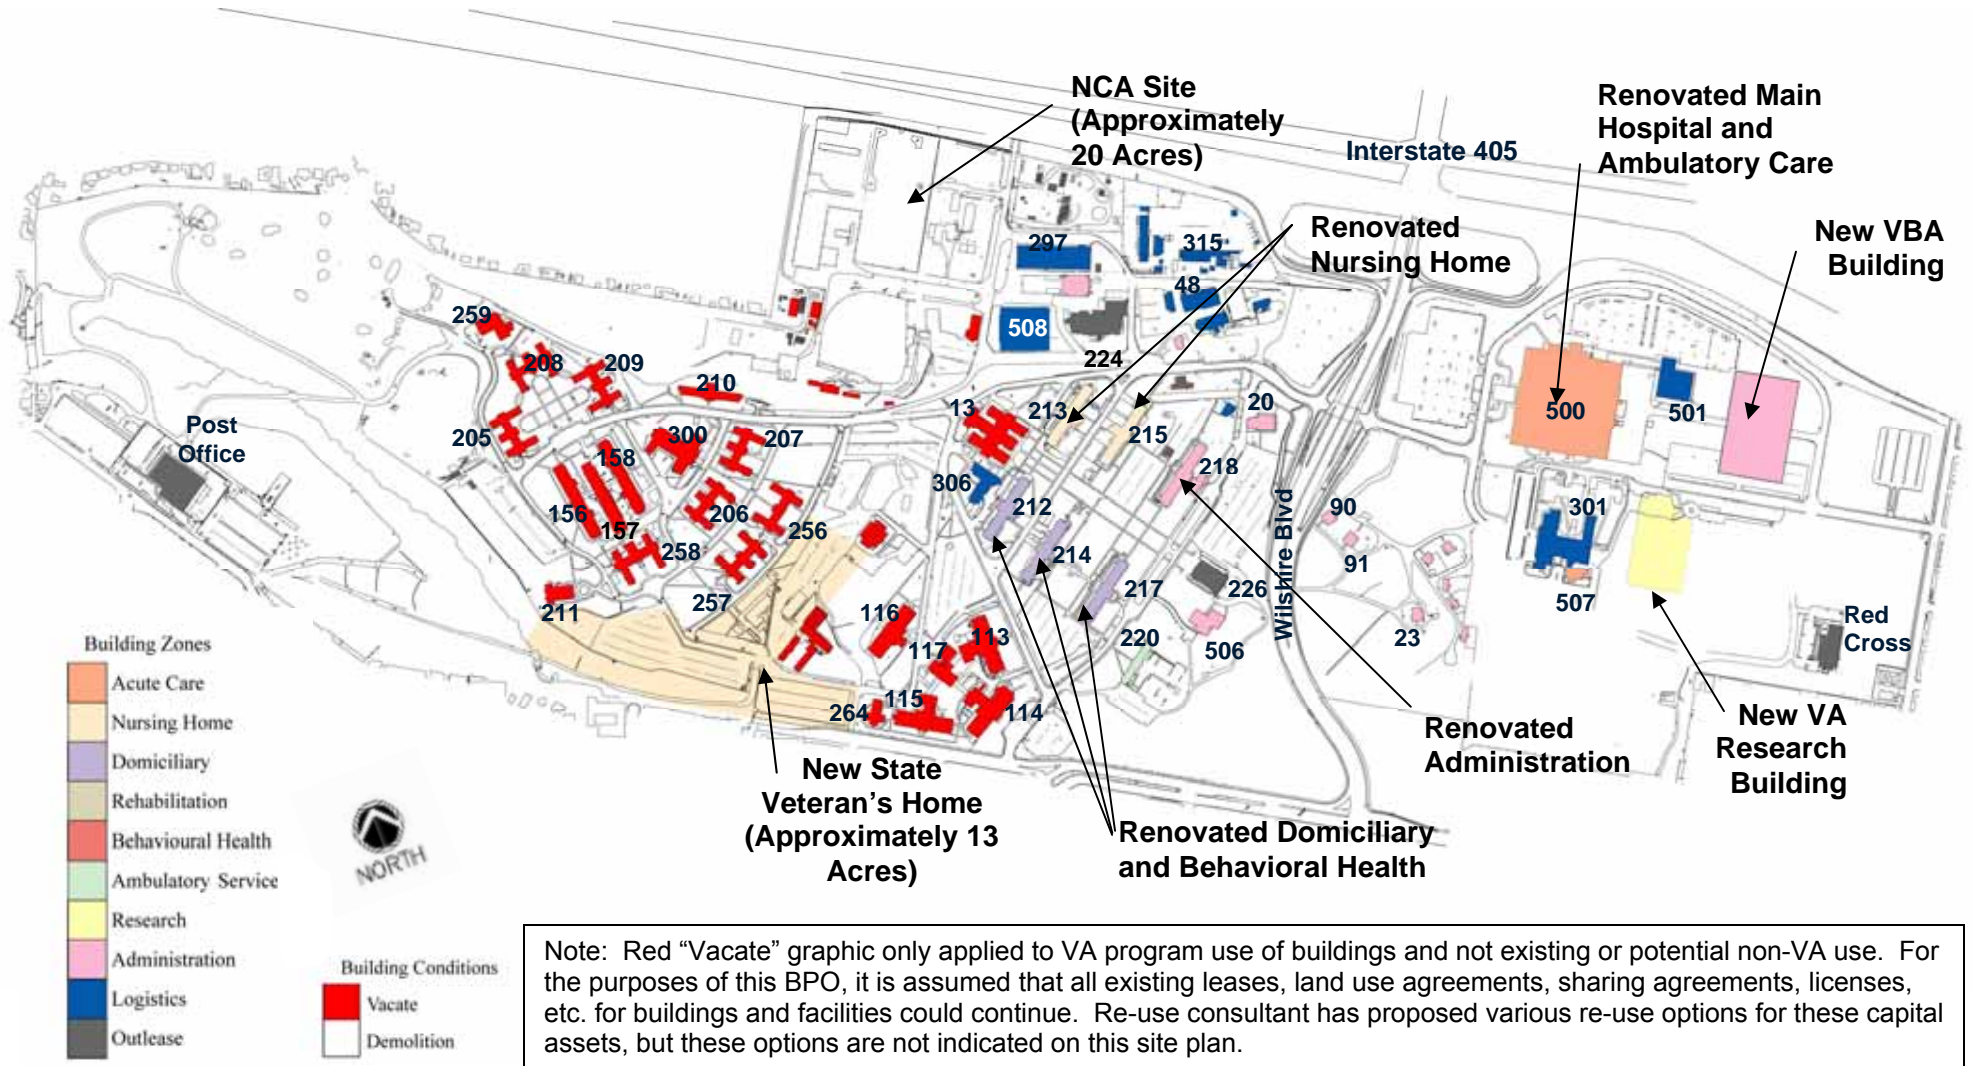 NCA Site
(Approximately
20 Acres)
Renovated Main
Hospital and
Ambulatory Care
Interstate 405
Renovated
Nursing Home
New VBA
Building
297
315
48
508
224
259
208
209
210
13
213
215
20
500
501
Post
Office
205
300
207
158
306
218
212
156
157
206
256
258
214
90
301
91
Wilshire Blvd
211
257
217
226
507
116
113
117
220
506
23
Red
Cross
264
115
114
Building Zones
Acute Care
Nursing Home
Domiciliary
Rehabilitation
Behavioural Health
Ambulatory Service
Research
Administration
Logistics
Outlease
NORTH
Building Conditions
Vacate
Demolition
New State
Veteran's Home
(Approximately 13
Acres)
Renovated Domiciliary
and Behavioral Health
Renovated
Administration
New VA
Research
Building
Note: Red “Vacate” graphic only applied to VA program use of buildings and not existing or potential non-VA use. For
the purposes of this BPO, it is assumed that all existing leases, land use agreements, sharing agreements, licenses,
etc. for buildings and facilities could continue. Re-use consultant has proposed various re-use options for these capital
assets, but these options are not indicated on this site plan.